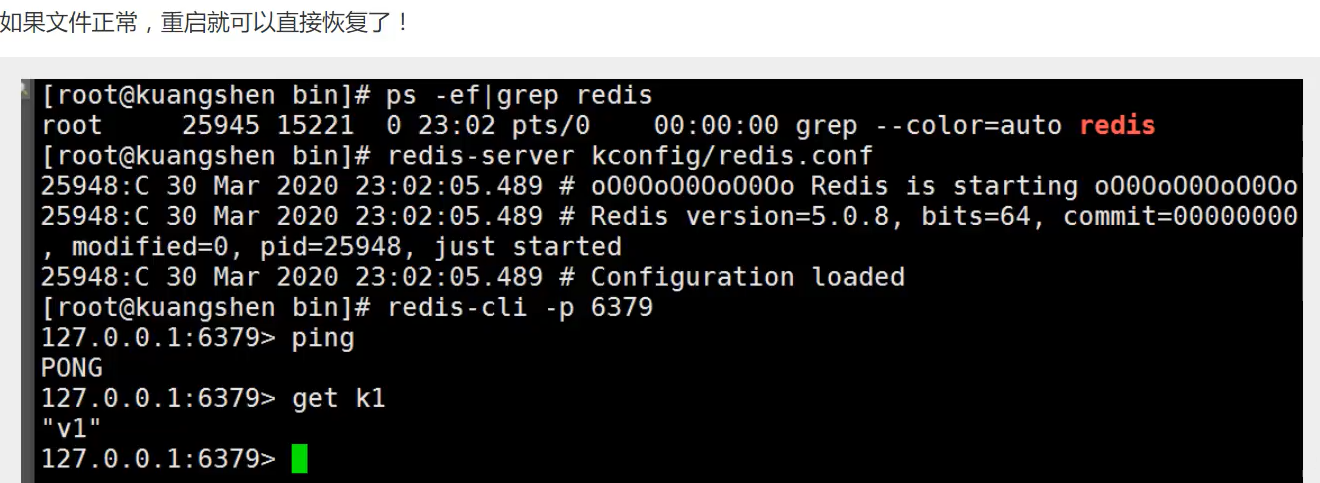 如果文件正常，重启就可以直接恢复了！
[root@kuangshen bin]# ps -ef|grep redis
root     25945 15221  0 23:02 pts/0    00:00:00 grep --color=auto redis
[root@kuangshen bin]# redis-server kconfig/redis.conf
25948:C 30 Mar 2020 23:02:05.489 # oO0OoO0OoO0Oo Redis is starting oO0OoO0OoO0Oo
25948:C 30 Mar 2020 23:02:05.489 # Redis version=5.0.8, bits=64, commit=00000000
, modified=0, pid=25948, just started
25948:C 30 Mar 2020 23:02:05.489 # Configuration loaded
[root@kuangshen bin]# redis-cli -p 6379
127.0.0.1:6379> ping
PONG
127.0.0.1:6379> get k1
"v1"
127.0.0.1:6379>